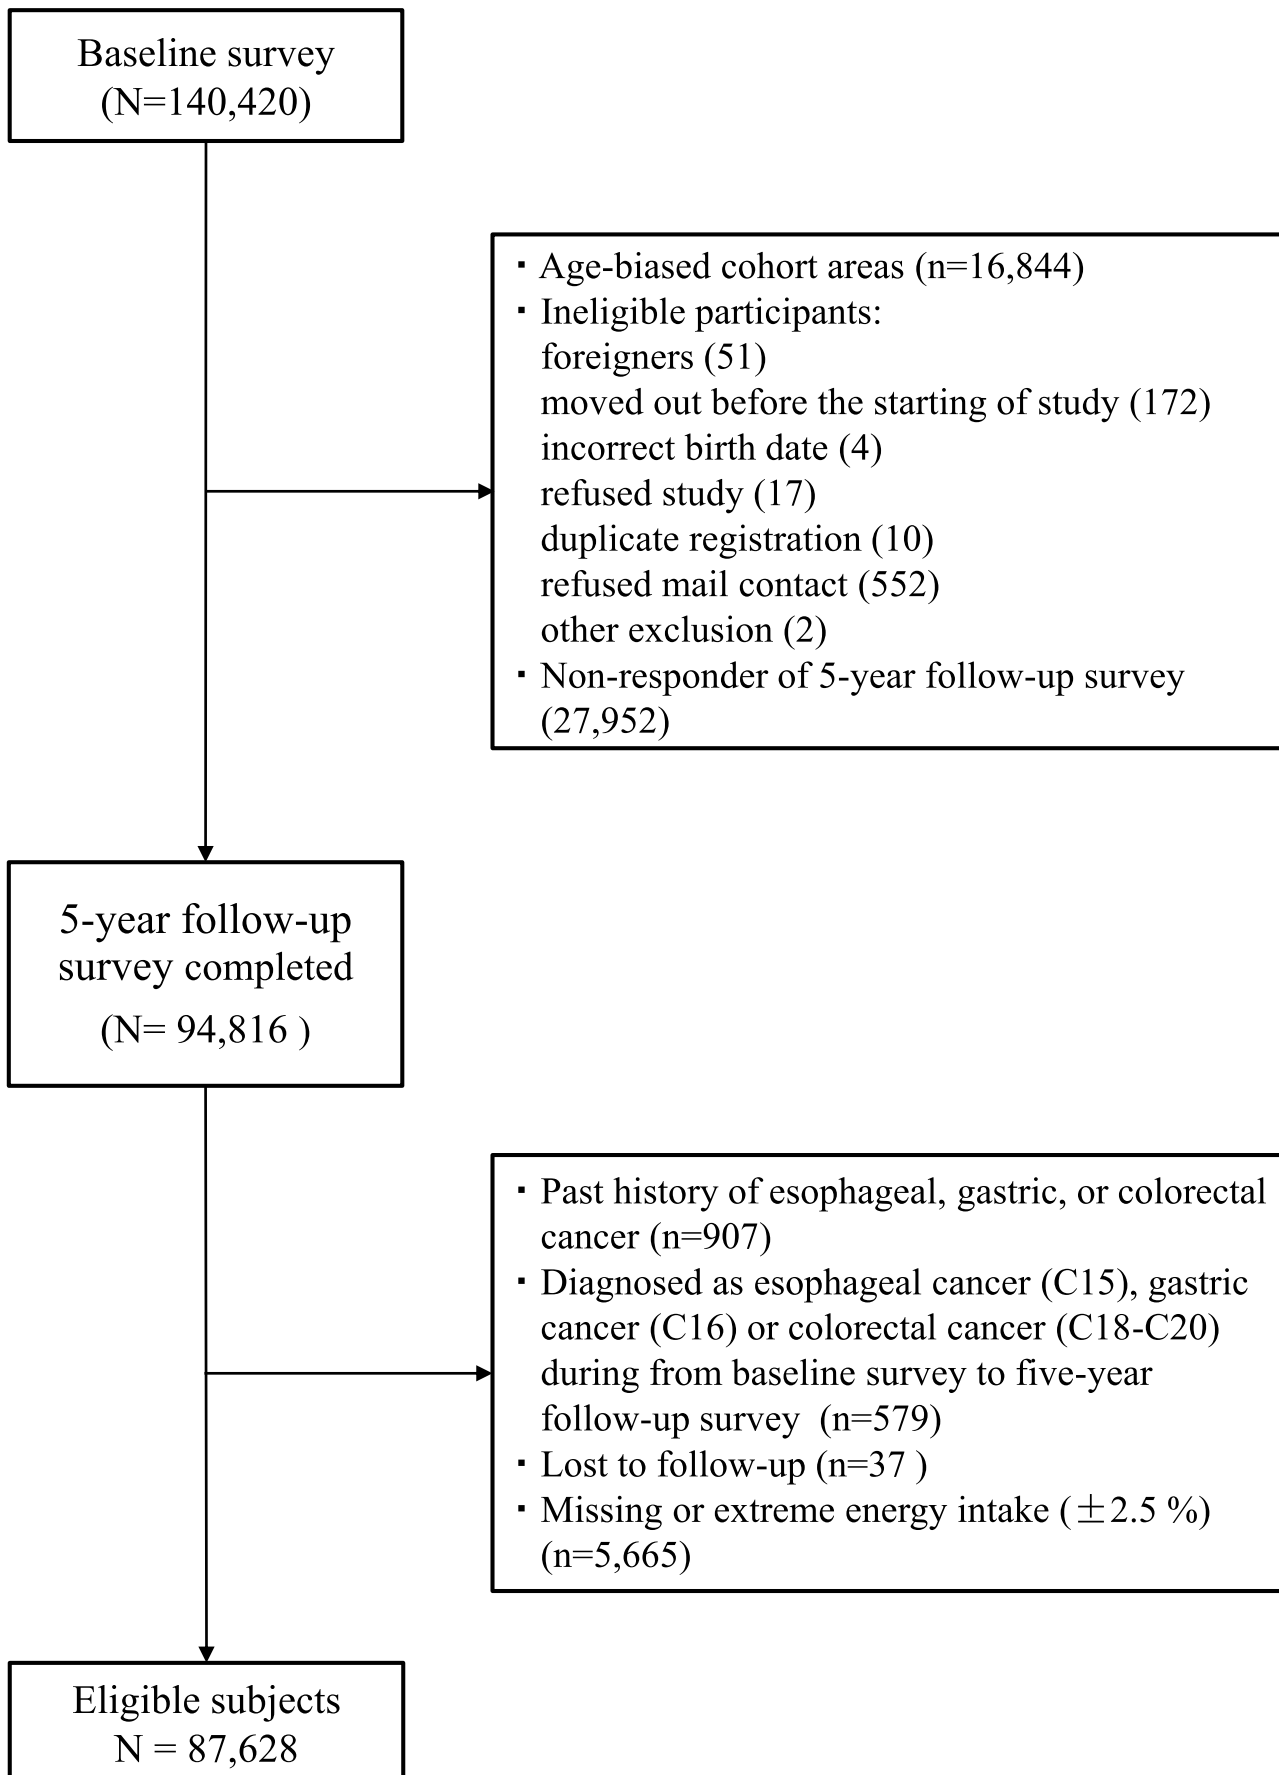 Baseline survey
(N=140,420)
・Age-biased cohort areas (n=16,844)
・Ineligible participants:
foreigners (51)
moved out before the starting of study (172)
incorrect birth date (4)
refused study (17)
duplicate registration (10)
refused mail contact (552)
other exclusion (2)
・Non-responder of 5-year follow-up survey
(27,952)
5-year follow-up
survey completed
(N= 94,816 )
・Past history of esophageal, gastric, or colorectal
cancer (n=907)
・Diagnosed as esophageal cancer (C15), gastric
cancer (C16) or colorectal cancer (C18-C20)
during from baseline survey to five-year
follow-up survey  (n=579)
・Lost to follow-up (n=37 )
・Missing or extreme energy intake (±2.5 %)
(n=5,665)
Eligible subjects
N = 87,628